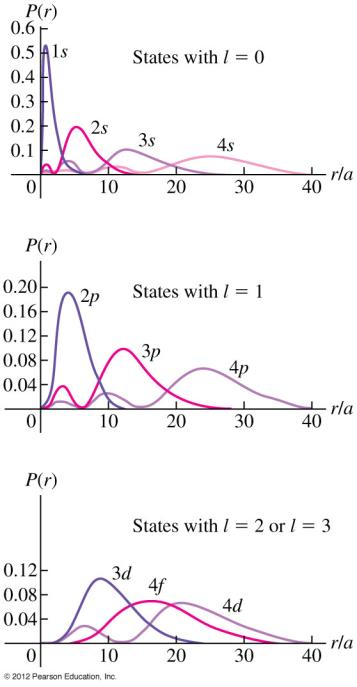 P(r)
0.6
0.5
1s
States with l = 0
0.4
0.3
0.2
2s
3s
4s
0.1
0 10 20 30 40 r/a
P(r)
0.20
2p
States with l = 1
0.16
0.12
3p
0.08
4p
0.04
0 10 20 30 40 r/a
P(r)
States with l = 2 or l = 3
0.12
3d
4f
0.08
4d
0.04
0 10 20 30 40 r/a
© 2012 Pearson Education, Inc.